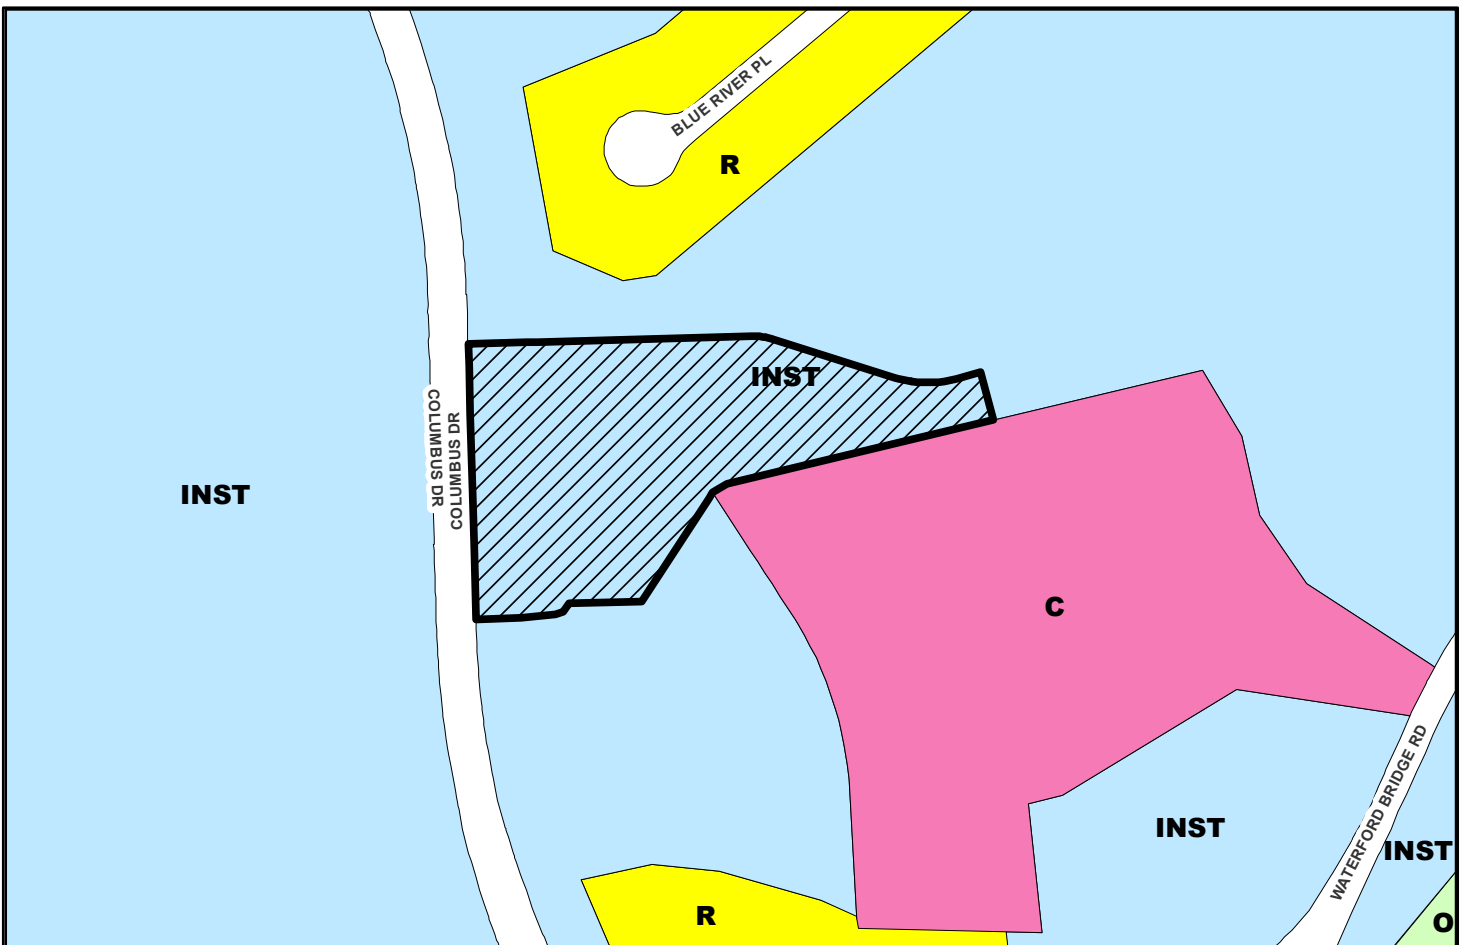 BLUE RIVER PL
R
INST
COLUMBUS DR
COLUMBUS DR
INST
C
INST
WATERFORD BRIDGE RD
INST
R
O